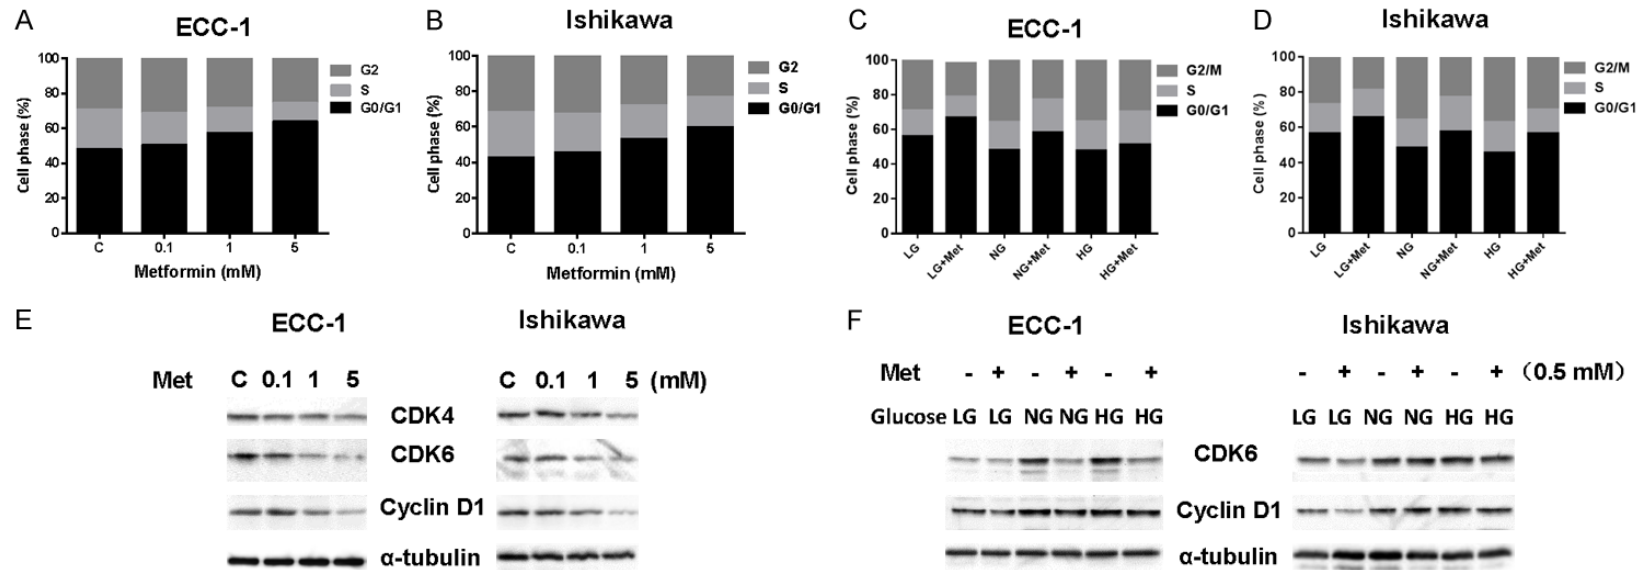 A
ECC-1
Cell phase (%)
100
80
60
40
20
0
C 0.1 1 5
Metformin (mM)
G2
S
G0/G1
B
Ishikawa
Cell phase (%)
100
80
60
40
20
0
C 0.1 1 5
Metformin (mM)
G2
S
G0/G1
C
ECC-1
Cell phase (%)
100
80
60
40
20
0
LG LG+Met NG NG+Met HG HG+Met
G2/M
S
G0/G1
D
Ishikawa
Cell phase (%)
100
80
60
40
20
0
LG LG+Met NG NG+Met HG HG+Met
G2/M
S
G0/G1
E
ECC-1 Ishikawa
Met C 0.1 1 5 C 0.1 1 5 (mM)
CDK4
CDK6
Cyclin D1
α-tubulin
F
ECC-1 Ishikawa
Met - + - + - + - + - + - + (0.5 mM)
Glucose LG LG NG NG HG HG LG LG NG NG HG HG
CDK6
Cyclin D1
α-tubulin